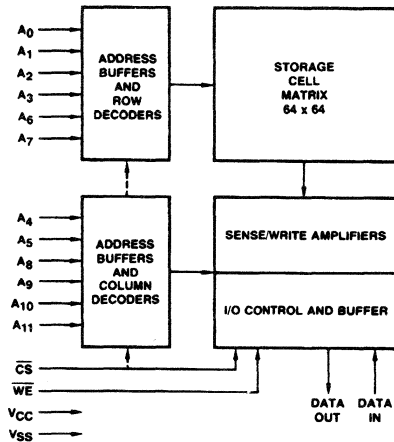 A0
A1
A2
A3
A6
A7
ADDRESS
BUFFERS
AND
ROW
DECODERS
STORAGE
CELL
MATRIX
64 x 64
A4
A5
A8
A9
A10
A11
ADDRESS
BUFFERS
AND
COLUMN
DECODERS
SENSE/WRITE AMPLIFIERS
I/O CONTROL AND BUFFER
CS
WE
VCC
VSS
DATA
OUT
DATA
IN